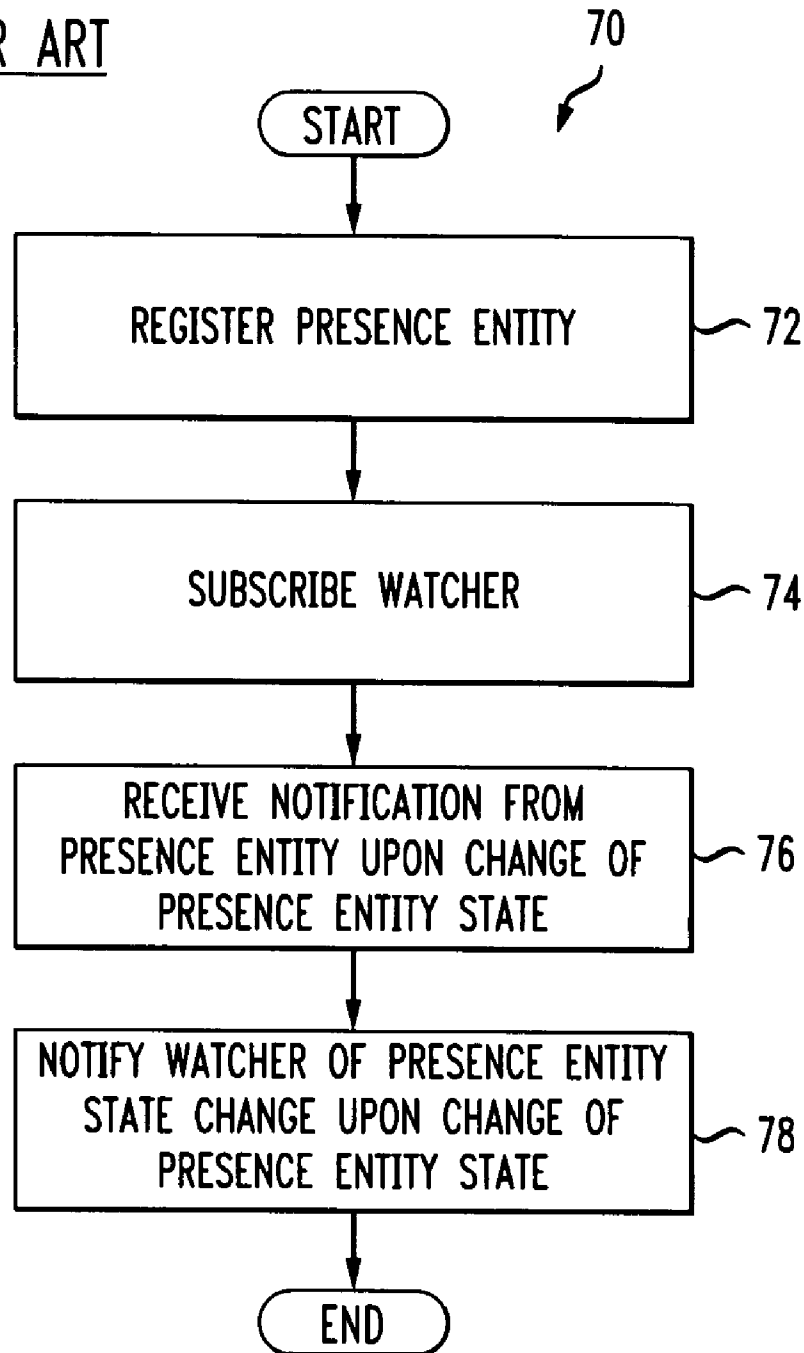 R ART
70
START
REGISTER PRESENCE ENTITY
72
SUBSCRIBE WATCHER
74
RECEIVE NOTIFICATION FROM
PRESENCE ENTITY UPON CHANGE OF
PRESENCE ENTITY STATE
76
NOTIFY WATCHER OF PRESENCE ENTITY
STATE CHANGE UPON CHANGE OF
PRESENCE ENTITY STATE
78
END